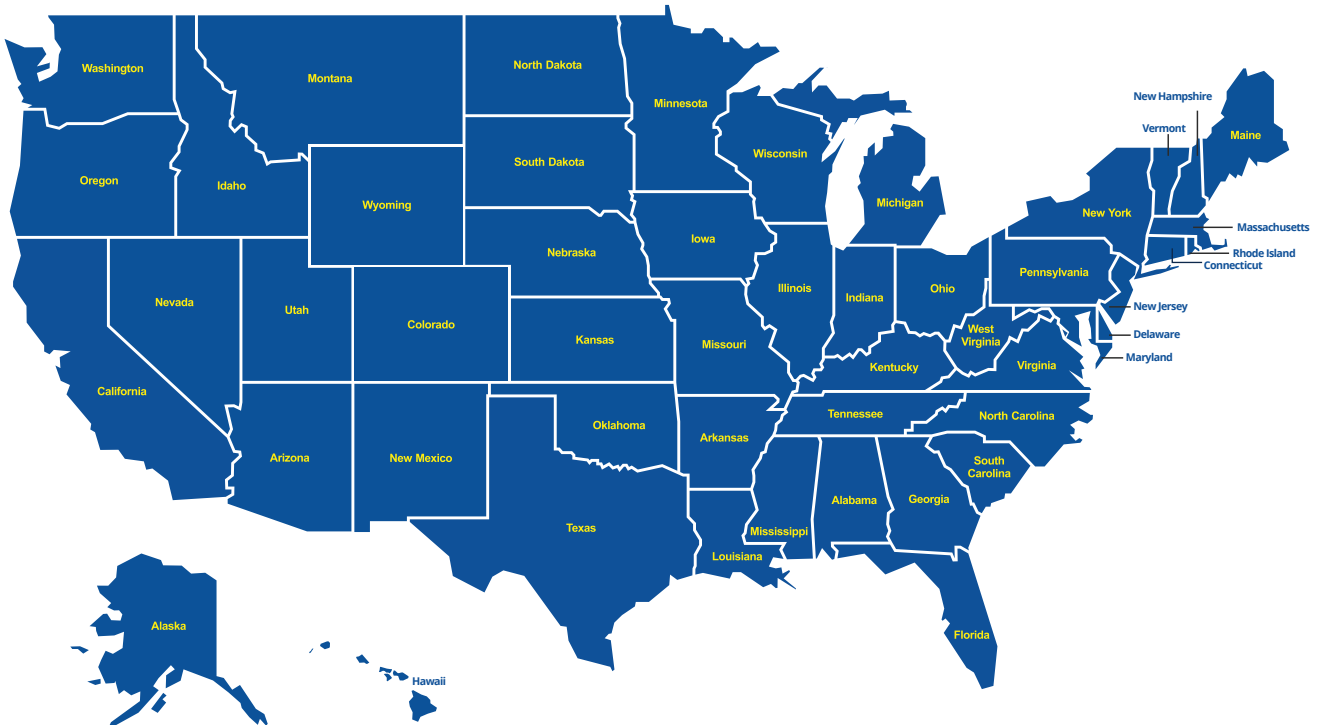 Washington
Montana
North Dakota
Minnesota
New Hampshire
Vermont
Maine
Wisconsin
South Dakota
Oregon
Idaho
Wyoming
Michigan
New York
Massachusetts
Iowa
Nebraska
Rhode Island
Connecticut
Pennsylvania
Nevada
Utah
Colorado
Illinois
Indiana
Ohio
New Jersey
Kansas
Missouri
West
Virginia
Delaware
Maryland
Virginia
Kentucky
California
Tennessee
North Carolina
Oklahoma
Arkansas
Arizona
New Mexico
South
Carolina
Alabama
Georgia
Texas
Mississippi
Louisiana
Alaska
Florida
Hawaii